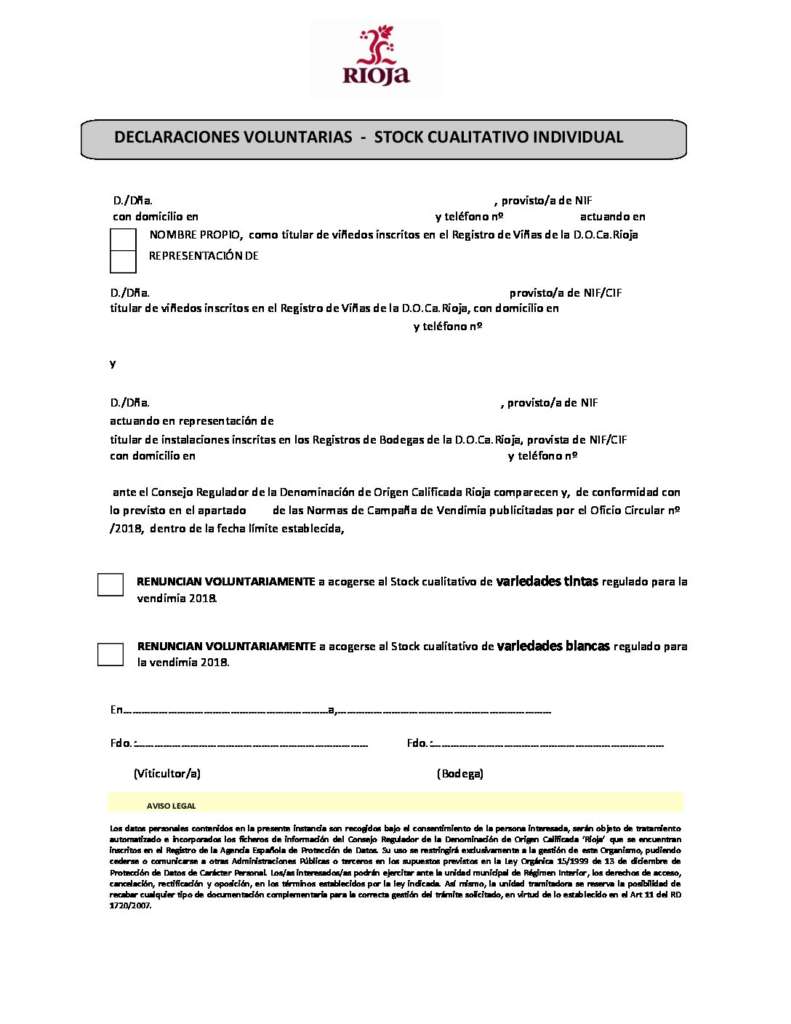 RIOJA
DECLARACIONES VOLUNTARIAS - STOCK CUALITATIVO INDIVIDUAL
D./Dña. , provisto/a de NIF
con domicilio en y teléfono nº actuando en
NOMBRE PROPIO, como titular de viñedos inscritos en el Registro de Viñas de la D.O.Ca.Rioja
REPRESENTACIÓN DE
D./Dña. provisto/a de NIF/CIF
titular de viñedos inscritos en el Registro de Viñas de la D.O.Ca.Rioja, con domicilio en
y teléfono nº
y
D./Dña. , provisto/a de NIF
actuando en representación de
titular de instalaciones inscritas en los Registros de Bodegas de la D.O.Ca.Rioja, provista de NIF/CIF
con domicilio en y teléfono nº
ante el Consejo Regulador de la Denominación de Origen Calificada Rioja comparecen y, de conformidad con
lo previsto en el apartado de las Normas de Campaña de Vendimia publicitadas por el Oficio Circular nº
/2018, dentro de la fecha límite establecida,
RENUNCIAN VOLUNTARIAMENTE a acogerse al Stock cualitativo de variedades tintas regulado para la
vendimia 2018.
RENUNCIAN VOLUNTARIAMENTE a acogerse al Stock cualitativo de variedades blancas regulado para
la vendimia 2018.
En................................................................a,..................................................................
Fdo.:........................................................................ Fdo.:........................................................................
(Viticultor/a) (Bodega)
AVISO LEGAL
Los datos personales contenidos en la presente instancia son recogidos bajo el consentimiento de la persona interesada, serán objeto de tratamiento
automatizado e incorporados los ficheros de información del Consejo Regulador de la Denominación de Origen Calificada ‘Rioja’ que se encuentran
inscritos en el Registro de la Agencia Española de Protección de Datos. Su uso se restringirá exclusivamente a la gestión de este Organismo, pudiendo
cederse o comunicarse a otras Administraciones Públicas o terceros en los supuestos previstos en la Ley Orgánica 15/1999 de 13 de diciembre de
Protección de Datos de Carácter Personal. Los/as interesados/as podrán ejercitar ante la unidad municipal de Régimen Interior, los derechos de acceso,
cancelación, rectificación y oposición, en los términos establecidos por la ley indicada. Así mismo, la unidad tramitadora se reserva la posibilidad de
recabar cualquier tipo de documentación complementaria para la correcta gestión del trámite solicitado, en virtud de lo establecido en el Art 11 del RD
1720/2007.